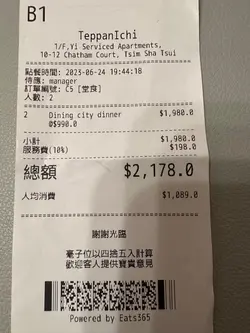 B1
TeppanIchi
1/F,Yi Serviced Apartments,
10-12 Chatham Court, Tsim Sha Tsui
點餐時間: 2023-06-24 19:44:18
侍應: manager
訂單編號: C5 [堂食]
人數: 2
2 Dining city dinner $1,980.0
@$990.0
小計 $1,980.0
服務費(10%) $198.0
總額 $2,178.0
人均消費 $1,089.0
謝謝光臨
毫子位以四捨五入計算
歡迎客人提供寶貴意見
Powered by Eats365